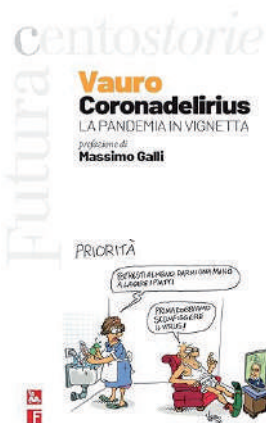 centostorie
Futura
Vauro
Coronadelirius
LA PANDEMIA IN VIGNETTA
prefazione di
Massimo Galli
PRIORITÀ
POTRESTI ALMENO DARMI UNA MANO
A LAVARE I PIATTI
PRIMA DOBBIAMO
SCONFIGGERE
IL VIRUS!
F